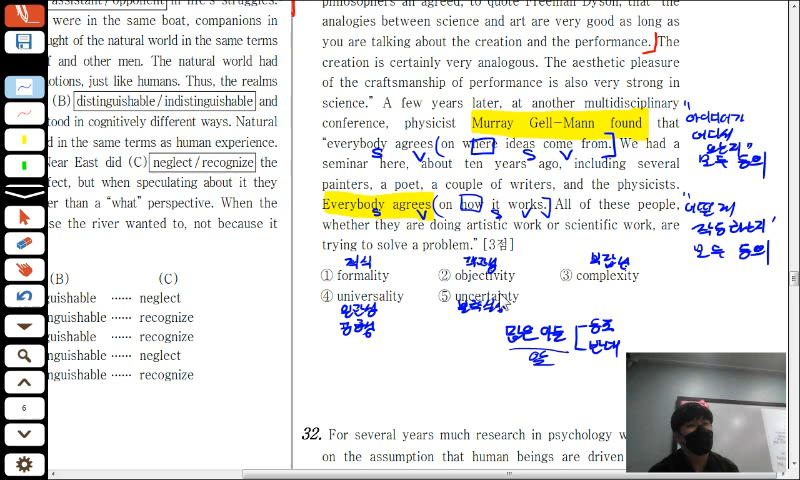 assistant/opponent in life's struggles.
were in the same boat, companions in
ught of the natural world in the same terms
f and other men. The natural world had
notions, just like humans. Thus, the realms
(B) distinguishable/indistinguishable and
tood in cognitively different ways. Natural
d in the same terms as human experience.
Near East did (C) neglect/recognize the
fect, but when speculating about it they
er than a "what" perspective. When the
se the river wanted to, not because it
(B) (C)
guishable ...... neglect
nguishable ...... recognize
guishable ...... recognize
nguishable ...... neglect
nguishable ...... recognize
philosophers all agreed, to quote Freeman Dyson, that "the
analogies between science and art are very good as long as
you are talking about the creation and the performance. The
creation is certainly very analogous. The aesthetic pleasure
of the craftsmanship of performance is also very strong in
science." A few years later, at another multidisciplinary
conference, physicist Murray Gell-Mann found that
"everybody agrees (on where ideas come from.] We had a
S V S V
seminar here, about ten years ago, including several
painters, a poet, a couple of writers, and the physicists.
Everybody agrees (on how it works.] All of these people,
S V S V
whether they are doing artistic work or scientific work, are
trying to solve a problem." [3점]
격식 객관성 복잡성
① formality ② objectivity ③ complexity
④ universality ⑤ uncertainty
인관성 불확실성
공통성
많은 이들
동조
반대
"아이디어가
어디서
오는지"
모두 동의
"어떻게
작동하는지"
모두 동의
32. For several years much research in psychology w
on the assumption that human beings are driven
6